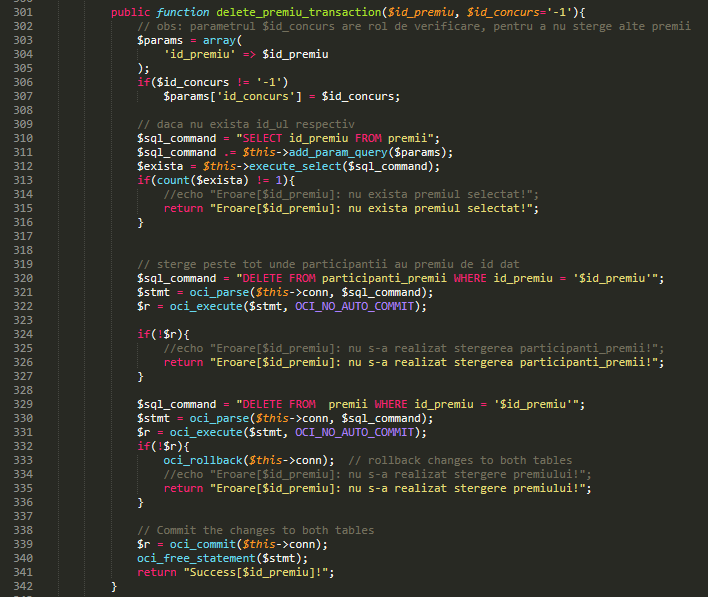 301 public function delete_premiu_transaction($id_premiu, $id_concurs='-1'){
302 // obs: parametrul $id_concurs are rol de verificare, pentru a nu sterge alte premii
303 $params = array(
304 'id_premiu' => $id_premiu
305 );
306 if($id_concurs != '-1')
307 $params['id_concurs'] = $id_concurs;
308
309 // daca nu exista id_ul respectiv
310 $sql_command = "SELECT id_premiu FROM premii";
311 $sql_command .= $this->add_param_query($params);
312 $exista = $this->execute_select($sql_command);
313 if(count($exista) != 1){
314 //echo "Eroare[$id_premiu]: nu exista premiul selectat!";
315 return "Eroare[$id_premiu]: nu exista premiul selectat!";
316 }
317
318
319 // sterge peste tot unde participantii au premiu de id dat
320 $sql_command = "DELETE FROM participanti_premii WHERE id_premiu = '$id_premiu'";
321 $stmt = oci_parse($this->conn, $sql_command);
322 $r = oci_execute($stmt, OCI_NO_AUTO_COMMIT);
323
324 if(!$r){
325 //echo "Eroare[$id_premiu]: nu s-a realizat stergerea participanti_premii!";
326 return "Eroare[$id_premiu]: nu s-a realizat stergerea participanti_premii!";
327 }
328
329 $sql_command = "DELETE FROM  premii WHERE id_premiu = '$id_premiu'";
330 $stmt = oci_parse($this->conn, $sql_command);
331 $r = oci_execute($stmt, OCI_NO_AUTO_COMMIT);
332 if(!$r){
333 oci_rollback($this->conn);  // rollback changes to both tables
334 //echo "Eroare[$id_premiu]: nu s-a realizat stergere premiului!";
335 return "Eroare[$id_premiu]: nu s-a realizat stergere premiului!";
336 }
337
338 // Commit the changes to both tables
339 $r = oci_commit($this->conn);
340 oci_free_statement($stmt);
341 return "Success[$id_premiu]!";
342 }